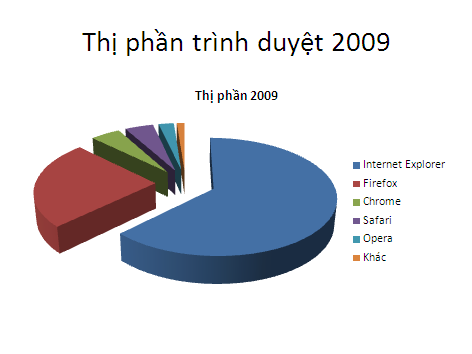 Thị phần trình duyệt 2009
Thị phần 2009
Internet Explorer
Firefox
Chrome
Safari
Opera
Khác